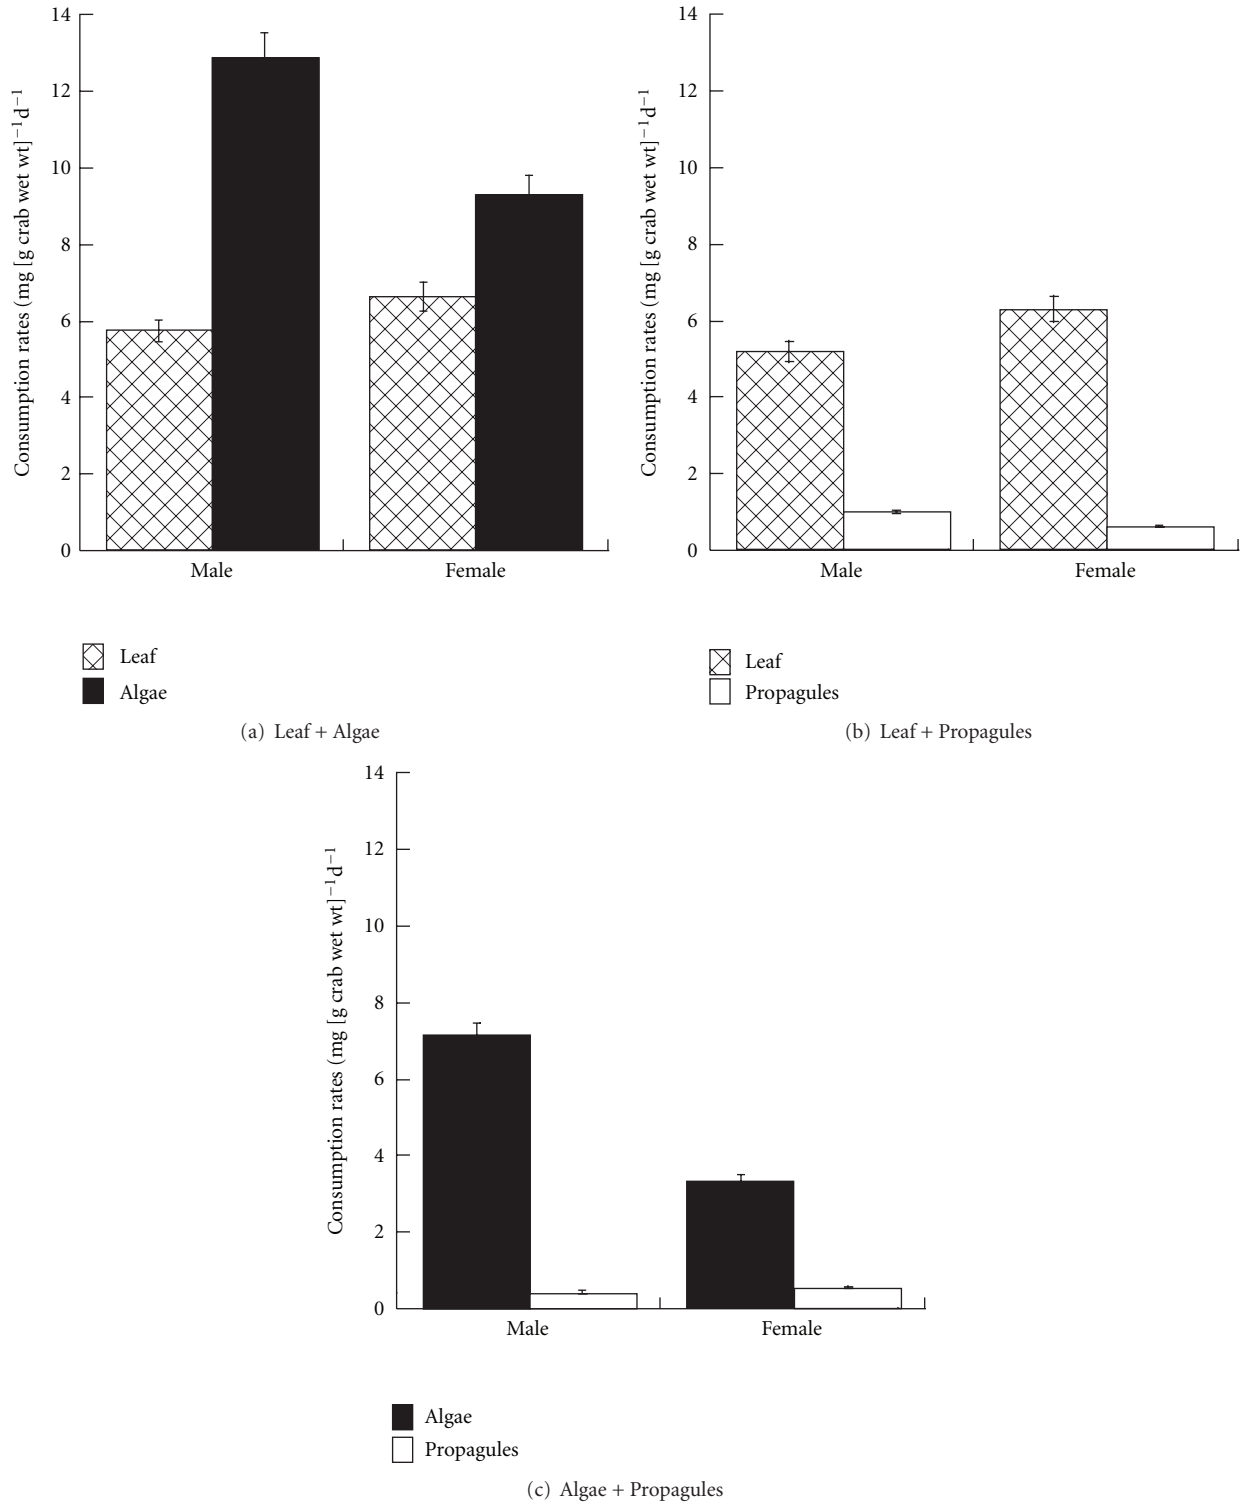 14
12
10
8
6
4
2
0
Consumption rates (mg [g crab wet wt]⁻¹d⁻¹
Male Female
Leaf
Algae
(a) Leaf + Algae
14
12
10
8
6
4
2
0
Consumption rates (mg [g crab wet wt]⁻¹d⁻¹
Male Female
Leaf
Propagules
(b) Leaf + Propagules
14
12
10
8
6
4
2
0
Consumption rates (mg [g crab wet wt]⁻¹d⁻¹
Male Female
Algae
Propagules
(c) Algae + Propagules